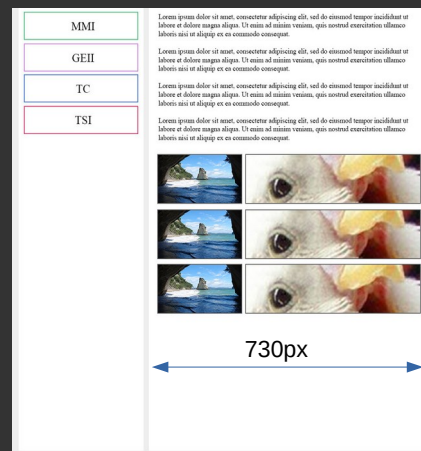 MMI
GEII
TC
TSI
Lorem ipsum dolor sit amet, consectetur adipiscing elit, sed do eiusmod tempor incididunt ut
labore et dolore magna aliqua. Ut enim ad minim veniam, quis nostrud exercitation ullamco
laboris nisi ut aliquip ex ea commodo consequat.
Lorem ipsum dolor sit amet, consectetur adipiscing elit, sed do eiusmod tempor incididunt ut
labore et dolore magna aliqua. Ut enim ad minim veniam, quis nostrud exercitation ullamco
laboris nisi ut aliquip ex ea commodo consequat.
Lorem ipsum dolor sit amet, consectetur adipiscing elit, sed do eiusmod tempor incididunt ut
labore et dolore magna aliqua. Ut enim ad minim veniam, quis nostrud exercitation ullamco
laboris nisi ut aliquip ex ea commodo consequat.
Lorem ipsum dolor sit amet, consectetur adipiscing elit, sed do eiusmod tempor incididunt ut
labore et dolore magna aliqua. Ut enim ad minim veniam, quis nostrud exercitation ullamco
laboris nisi ut aliquip ex ea commodo consequat.
730px